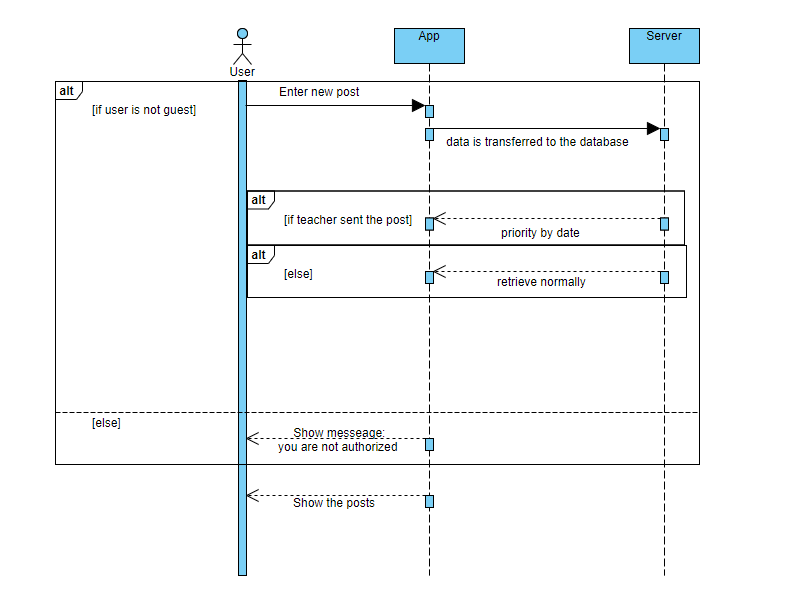 App
Server
User
alt
Enter new post
[if user is not guest]
data is transferred to the database
alt
[if teacher sent the post]
priority by date
alt
[else]
retrieve normally
[else]
Show messeage:
you are not authorized
Show the posts